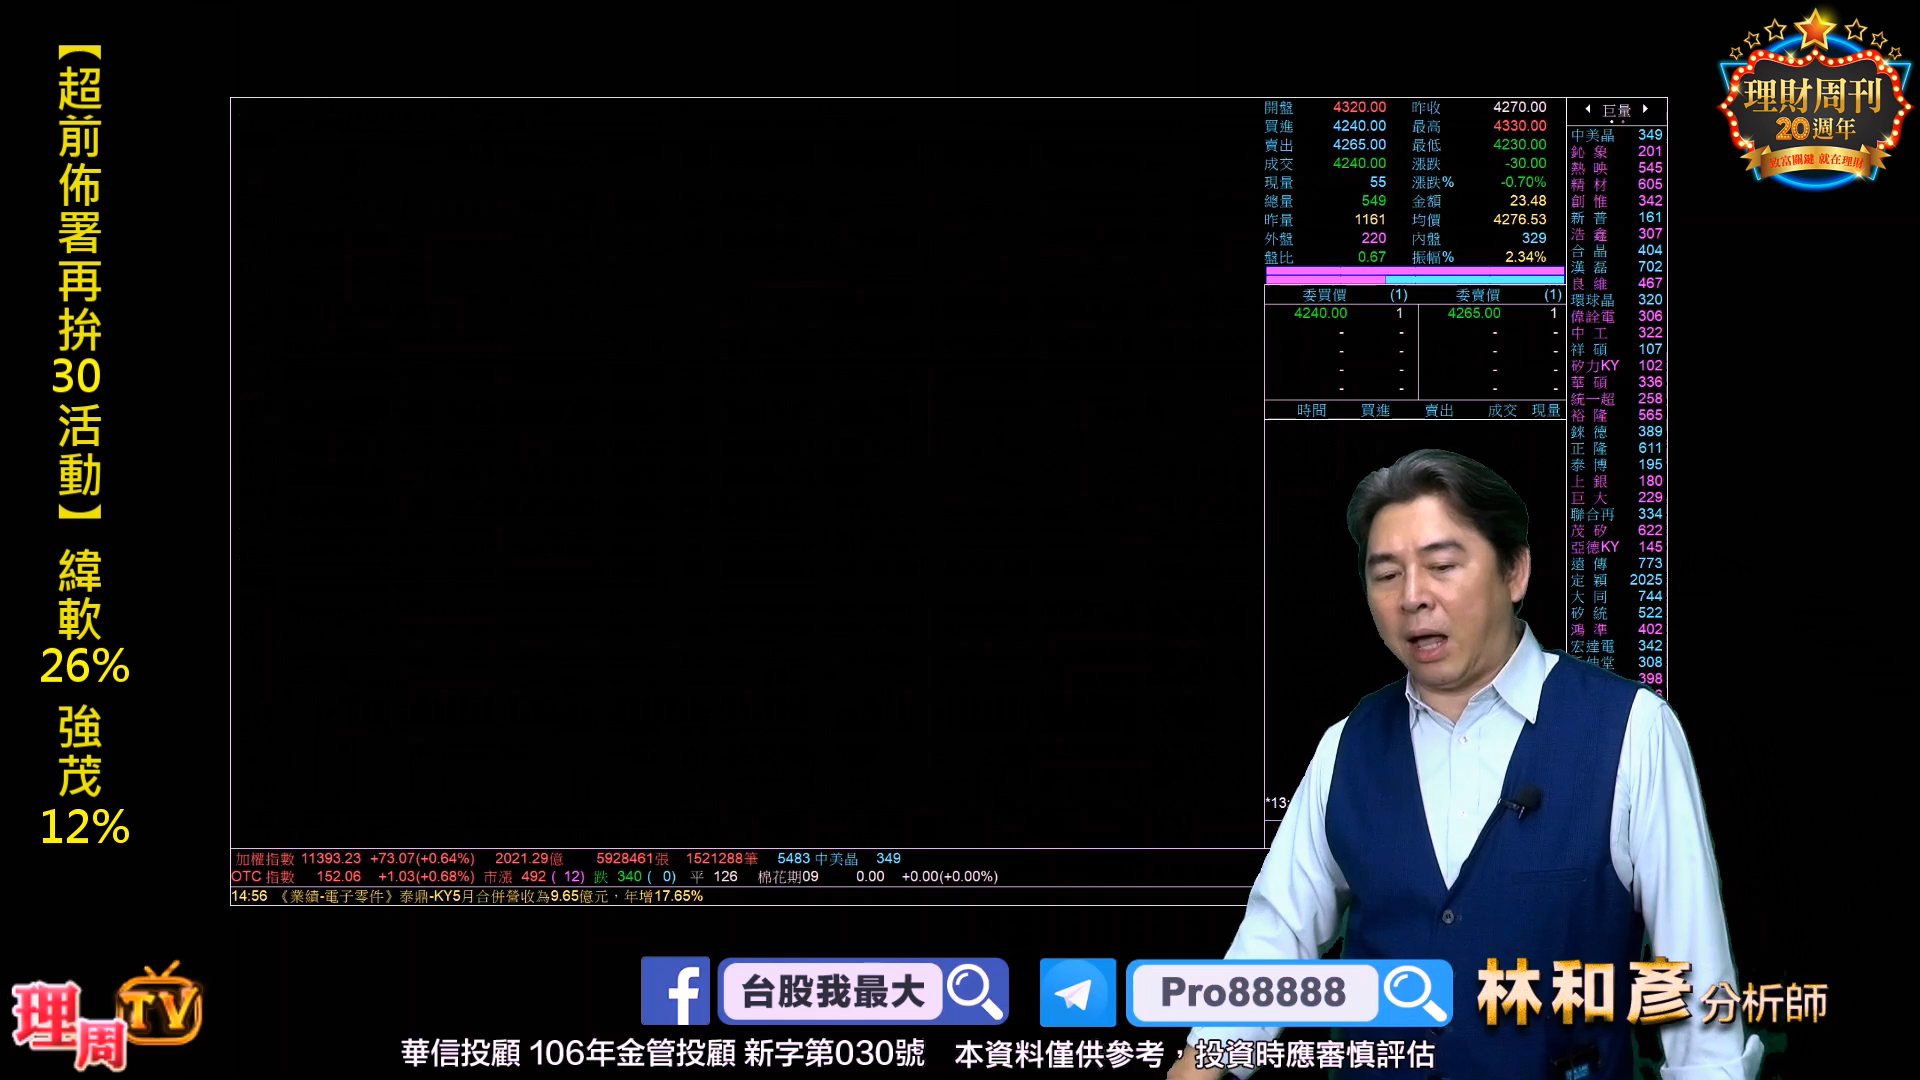 【超前佈署再拚30活動】 緯軟26% 強茂12%
理財周刊
20週年
致富關鍵 就在理財
開盤 4320.00 昨收 4270.00
買進 4240.00 最高 4330.00
賣出 4265.00 最低 4230.00
成交 4240.00 漲跌 -30.00
現量 55 漲跌% -0.70%
總量 549 金額 23.48
昨量 1161 均價 4276.53
外盤 220 內盤 329
盤比 0.67 振幅% 2.34%
委買價 (1) 委賣價 (1)
4240.00 1 4265.00 1
- - - -
- - - -
- - - -
- - - -
時間 買進 賣出 成交 現量
*13:
巨量
中美晶 349
鈊象 201
熱映 545
精材 605
創惟 342
新普 161
浩鑫 307
合晶 404
漢磊 702
良維 467
環球晶 320
偉詮電 306
中工 322
祥碩 107
矽力KY 102
華碩 336
統一超 258
裕隆 565
錸德 389
正隆 611
泰博 195
上銀 180
巨大 229
聯合再 334
茂矽 622
亞德KY 145
遠傳 773
定穎 2025
大同 744
矽統 522
鴻準 402
宏達電 342
308
398
加權指數 11393.23 +73.07(+0.64%) 2021.29億 5928461張 1521288筆 5483 中美晶 349
OTC 指數 152.06 +1.03(+0.68%) 市漲 492 ( 12) 跌 340 ( 0) 平 126 棉花期09 0.00 +0.00(+0.00%)
14:56 《業績-電子零件》泰鼎-KY5月合併營收為9.65億元，年增17.65%
理周TV
f 台股我最大 Pro88888 林和彥 分析師
華信投顧 106年金管投顧 新字第030號 本資料僅供參考，投資時應審慎評估